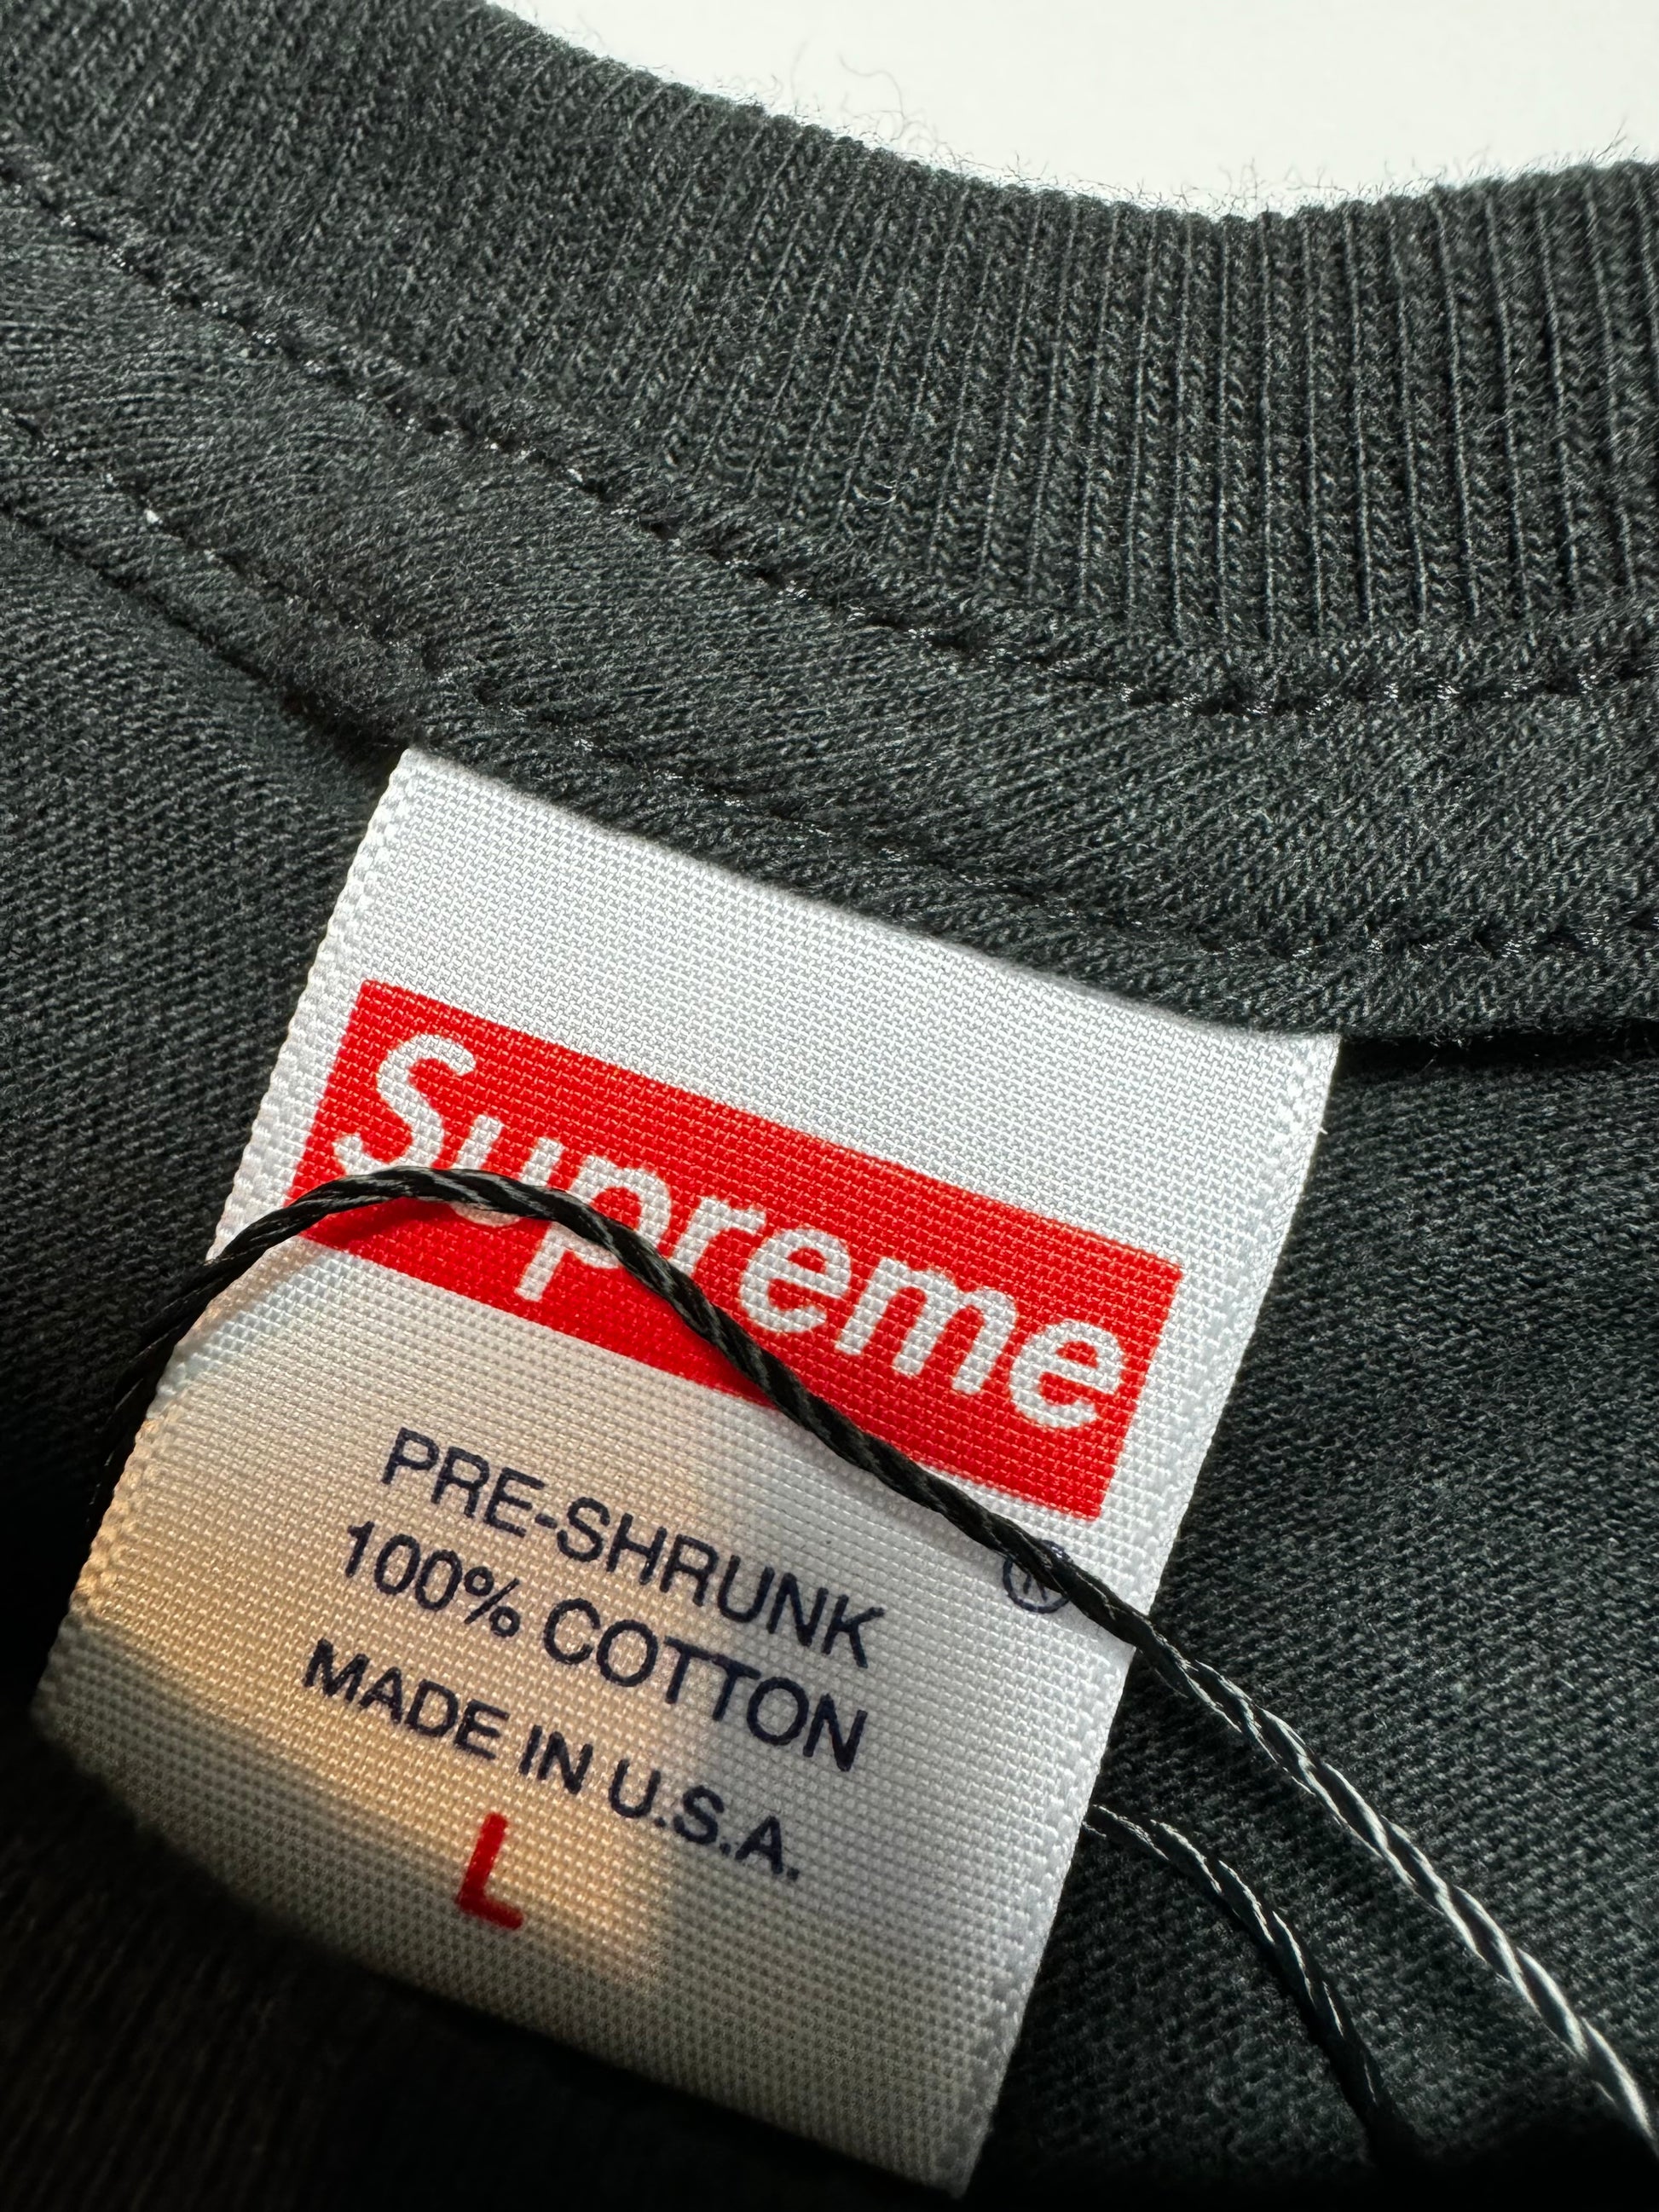 Supreme
®
PRE-SHRUNK
100% COTTON
MADE IN U.S.A.
L